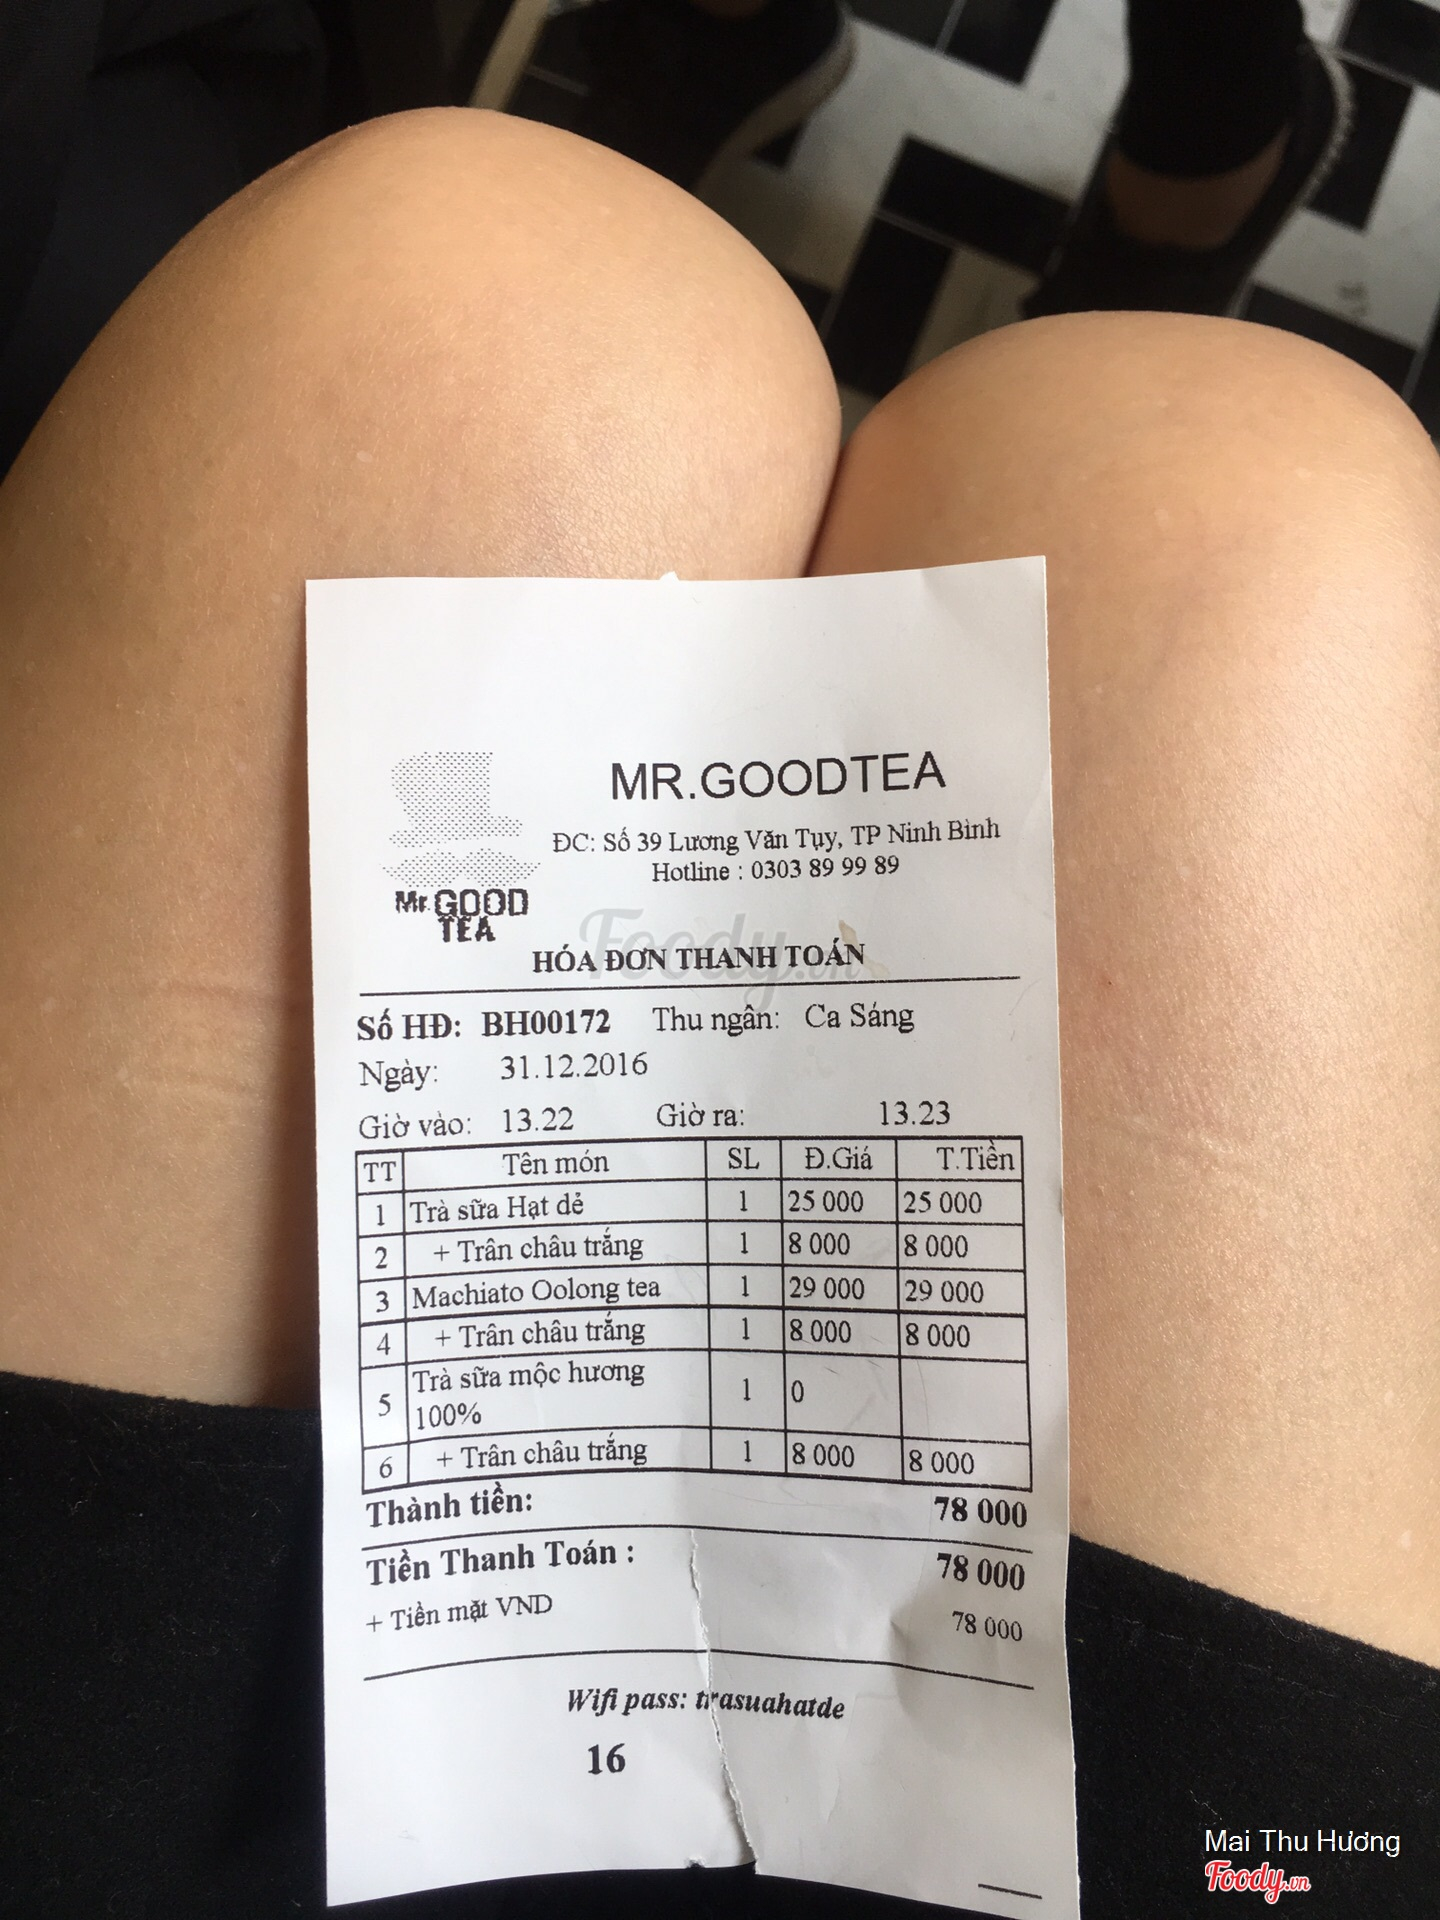 MR.GOODTEA
ĐC: Số 39 Lương Văn Tụy, TP Ninh Bình
Hotline : 0303 89 99 89
Mr. GOOD
TEA
Foody.vn
HÓA ĐƠN THANH TOÁN
Số HĐ: BH00172 Thu ngân: Ca Sáng
Ngày: 31.12.2016
Giờ vào: 13.22 Giờ ra: 13.23
TT Tên món SL Đ.Giá T.Tiền
1 Trà sữa Hạt dẻ 1 25 000 25 000
2 + Trân châu trắng 1 8 000 8 000
3 Machiato Oolong tea 1 29 000 29 000
4 + Trân châu trắng 1 8 000 8 000
5 Trà sữa mộc hương 1 0
100%
6 + Trân châu trắng 1 8 000 8 000
Thành tiền: 78 000
Tiền Thanh Toán : 78 000
+ Tiền mặt VND 78 000
Wifi pass: trasuahatde
16
Mai Thu Hương
Foody.vn